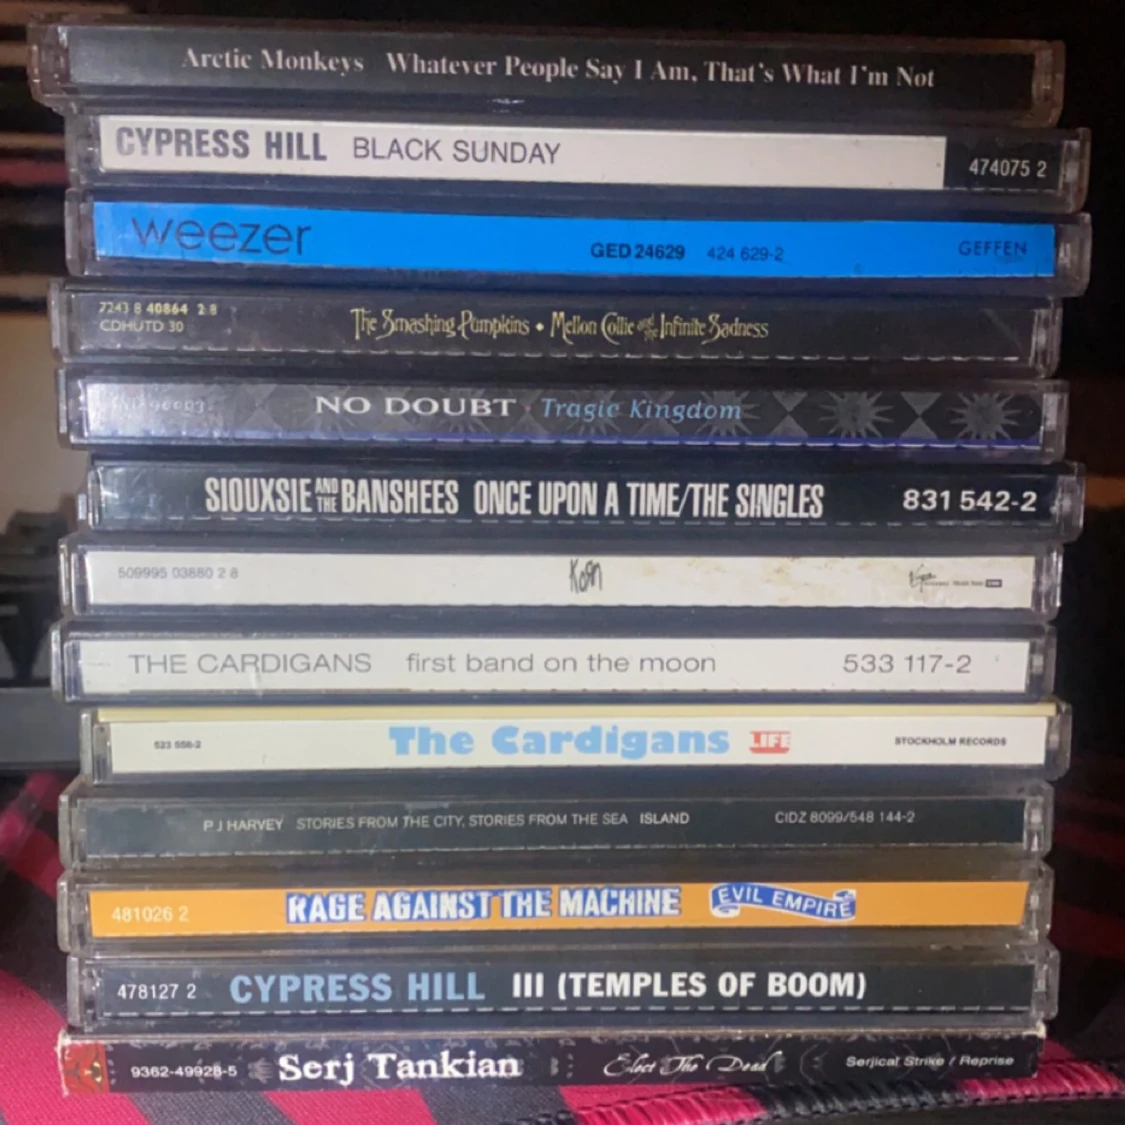 Arctic Monkeys Whatever People Say I Am, That's What I'm Not
CYPRESS HILL BLACK SUNDAY 474075 2
weezer GED 24629 424 629-2 GEFFEN
7243 8 40864 2 8
CDHUTD 30
The Smashing Pumpkins • Mellon Collie and the Infinite Sadness
NO DOUBT · Tragic Kingdom
SIOUXSIE AND THE BANSHEES ONCE UPON A TIME/THE SINGLES 831 542-2
509995 03880 2 8 KoRn Virgin
THE CARDIGANS first band on the moon 533 117-2
523 556-2 The Cardigans LIFE STOCKHOLM RECORDS
P J HARVEY STORIES FROM THE CITY, STORIES FROM THE SEA ISLAND CIDZ 8099/548 144-2
481026 2 RAGE AGAINST THE MACHINE EVIL EMPIRE
478127 2 CYPRESS HILL III (TEMPLES OF BOOM)
9362-49928-5 Serj Tankian Elect The Dead Serjical Strike / Reprise